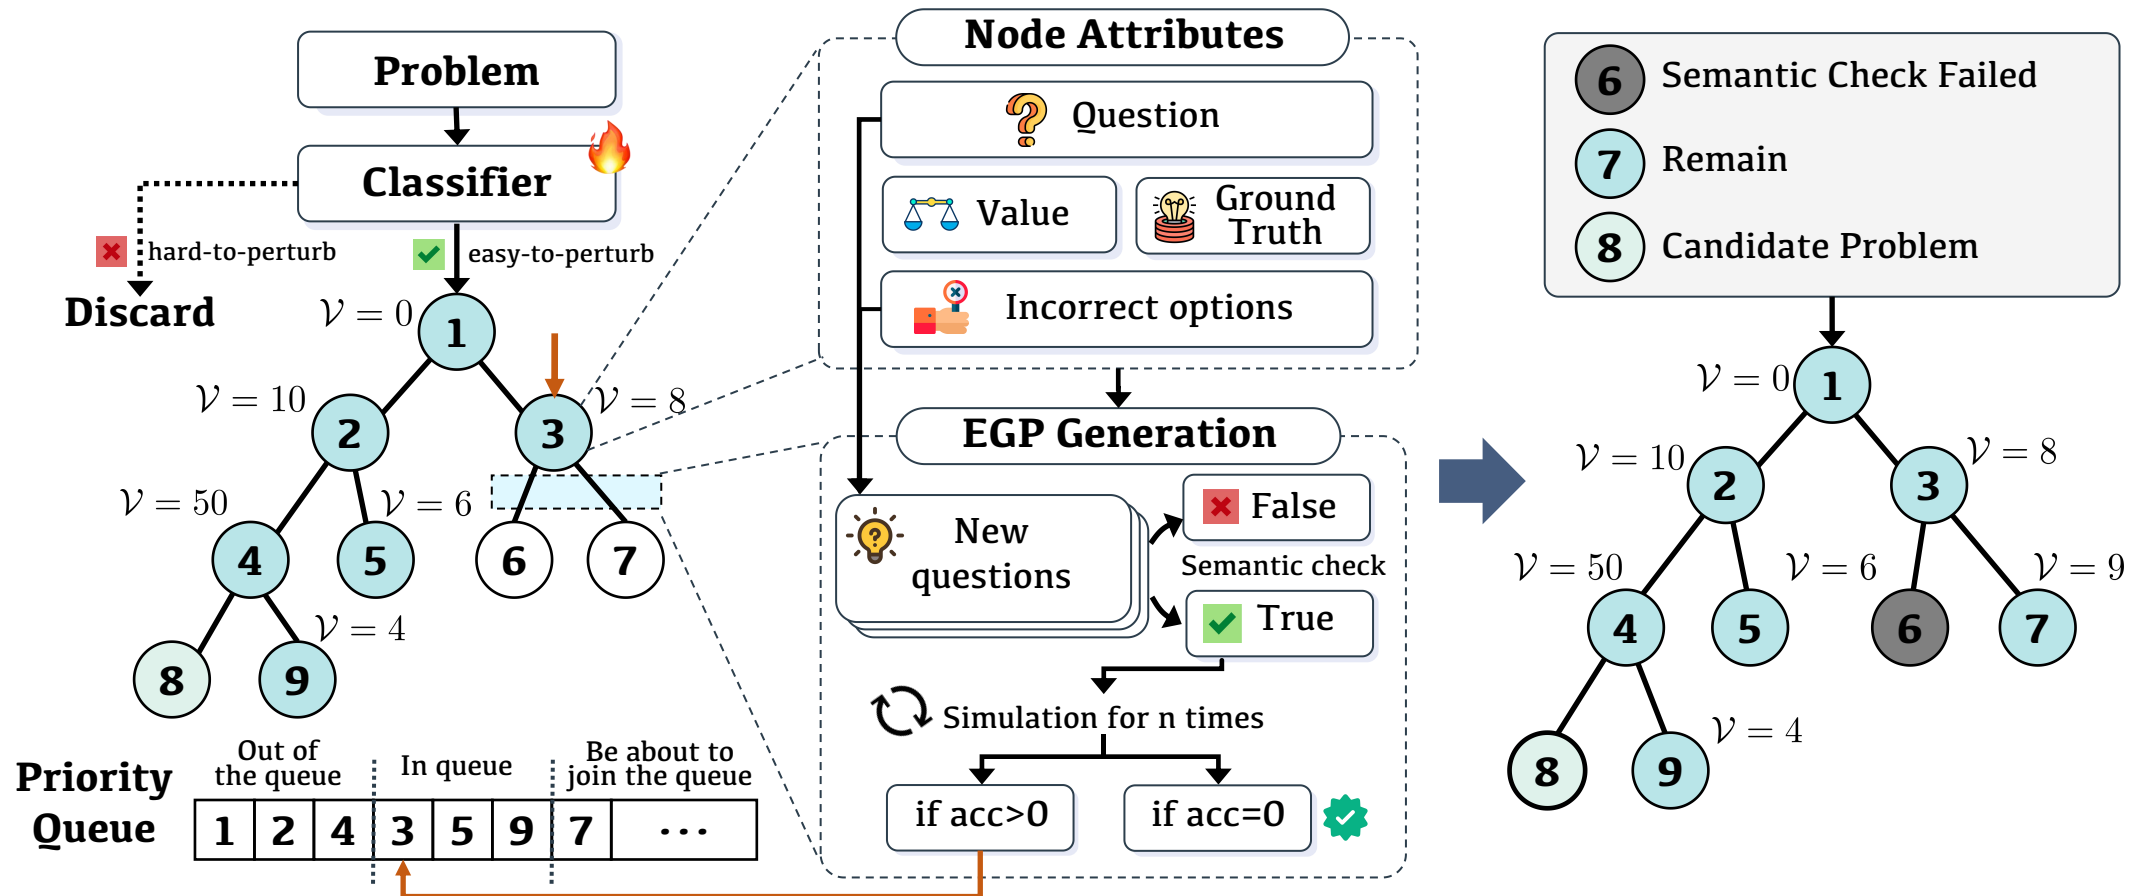 Problem
Classifier
hard-to-perturb
easy-to-perturb
Discard
𝒱 = 0
1
𝒱 = 10
2
3
𝒱 = 8
𝒱 = 50
4
𝒱 = 6
5
6
7
8
𝒱 = 4
9
Priority
Queue
Out of
the queue
In queue
Be about to
join the queue
1 2 4 3 5 9 7 ...
Node Attributes
Question
Value
Ground
Truth
Incorrect options
EGP Generation
New
questions
False
Semantic check
True
Simulation for n times
if acc>0
if acc=0
6 Semantic Check Failed
7 Remain
8 Candidate Problem
𝒱 = 0
1
𝒱 = 10
2
3
𝒱 = 8
𝒱 = 50
4
𝒱 = 6
5
6
𝒱 = 9
7
8
𝒱 = 4
9